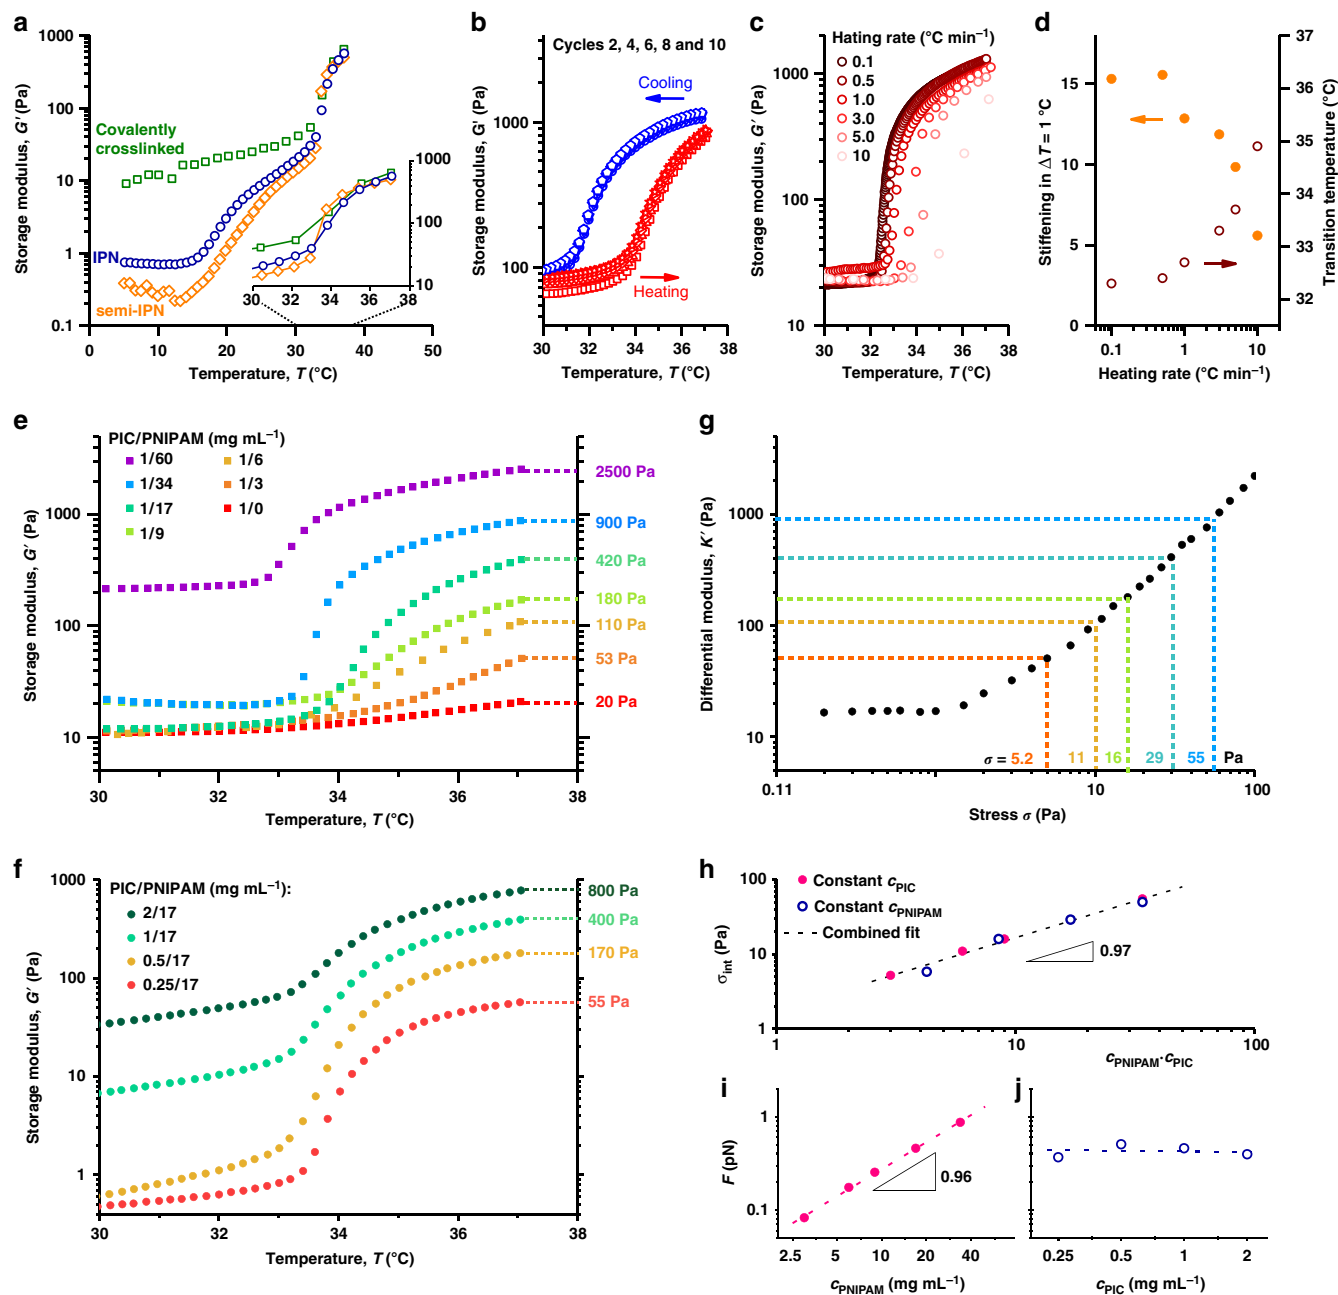 a
1000
100
10
1
0.1
0
10
20
30
40
50
Storage modulus, G′ (Pa)
Temperature, T (°C)
Covalently
crosslinked
IPN
semi-IPN
1000
100
10
30
32
34
36
38
b
Cycles 2, 4, 6, 8 and 10
Cooling
Heating
1000
100
30
32
34
36
38
Storage modulus, G′ (Pa)
Temperature, T (°C)
c
Hating rate (°C min⁻¹)
0.1
0.5
1.0
3.0
5.0
10
1000
100
10
30
32
34
36
38
Storage modulus, G′ (Pa)
Temperature, T (°C)
d
15
10
5
0
0.1
1
10
37
36
35
34
33
32
Stiffening in ΔT = 1 °C
Transition temperature (°C)
Heating rate (°C min⁻¹)
e
PIC/PNIPAM (mg mL⁻¹)
1/60
1/34
1/17
1/9
1/6
1/3
1/0
1000
100
10
30
32
34
36
38
2500 Pa
900 Pa
420 Pa
180 Pa
110 Pa
53 Pa
20 Pa
Storage modulus, G′ (Pa)
Temperature, T (°C)
g
1000
100
10
0.11
10
100
σ = 5.2
11
16
29
55
Pa
Differential modulus, K′ (Pa)
Stress σ (Pa)
f
PIC/PNIPAM (mg mL⁻¹):
2/17
1/17
0.5/17
0.25/17
1000
100
10
1
30
32
34
36
38
800 Pa
400 Pa
170 Pa
55 Pa
Storage modulus, G′ (Pa)
Temperature, T (°C)
h
Constant cPIC
Constant cPNIPAM
Combined fit
0.97
100
10
1
1
10
100
σint (Pa)
cPNIPAM·cPIC
i
1
0.1
2.5
5
10
20
40
0.96
F (pN)
cPNIPAM (mg mL⁻¹)
j
0.25
0.5
1
2
cPIC (mg mL⁻¹)